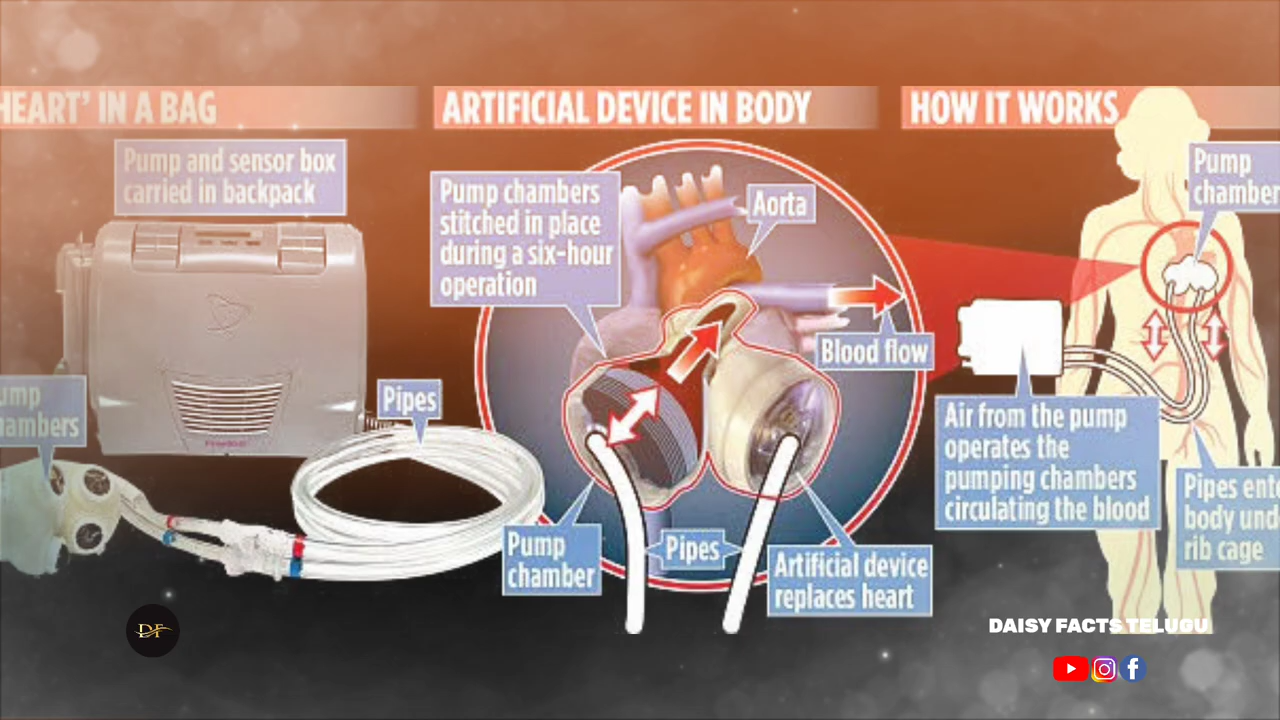 HEART' IN A BAG
Pump and sensor box
carried in backpack
Pipes
ump
ambers
ARTIFICIAL DEVICE IN BODY
Pump chambers
stitched in place
during a six-hour
operation
Aorta
Blood flow
Pump
chamber
Pipes
Artificial device
replaces heart
HOW IT WORKS
Pump
chamber
Air from the pump
operates the
pumping chambers
circulating the blood
Pipes ente
body und
rib cage
DF
DAISY FACTS TELUGU